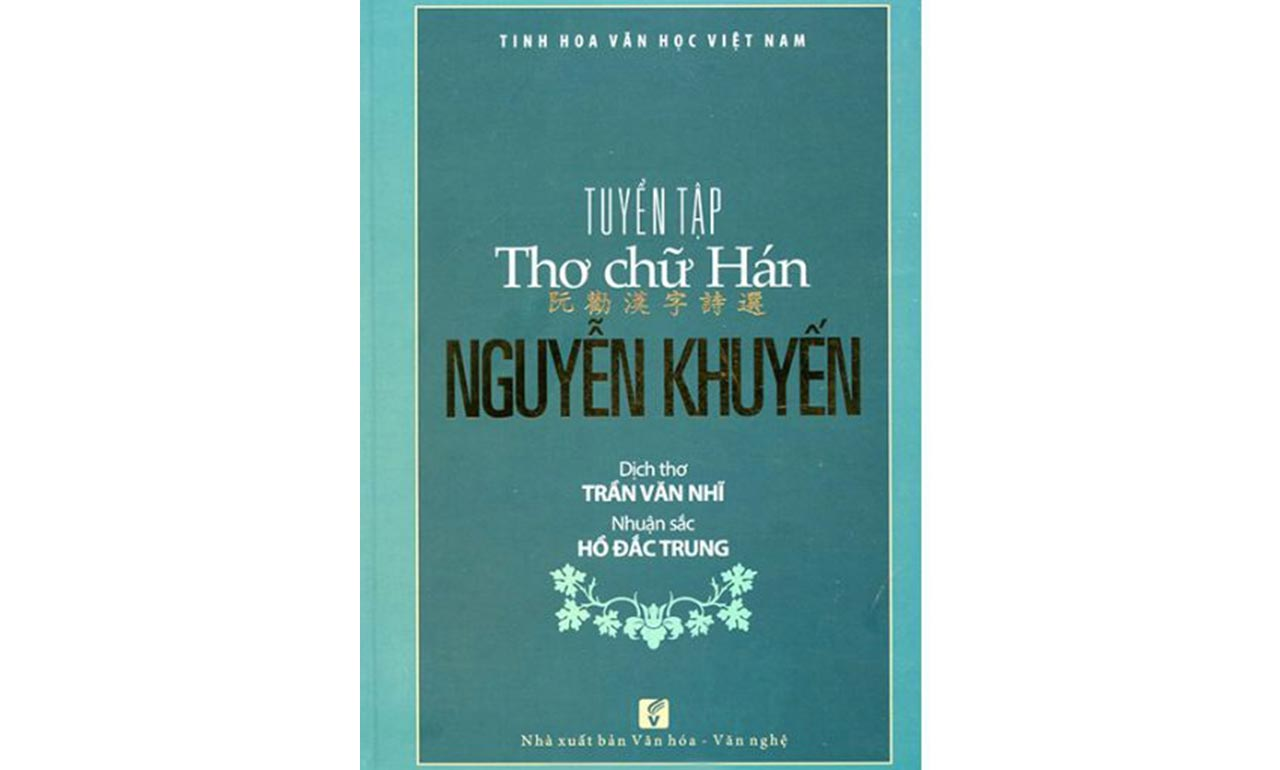 TINH HOA VĂN HỌC VIỆT NAM
TUYỂN TẬP
Thơ chữ Hán
阮勸漢字詩選
NGUYỄN KHUYẾN
Dịch thơ
TRẦN VĂN NHĨ
Nhuận sắc
HỒ ĐẮC TRUNG
V
Nhà xuất bản Văn hóa - Văn nghệ